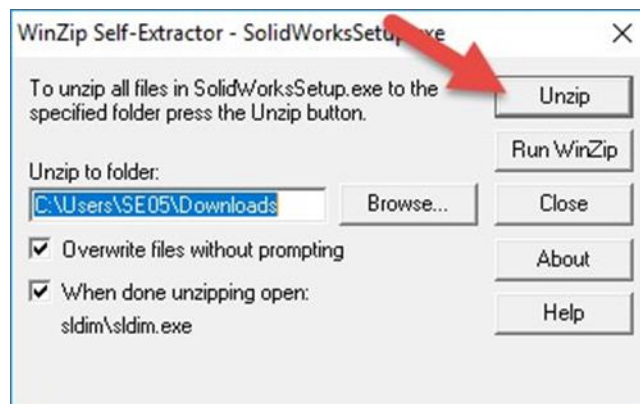 WinZip Self-Extractor - SolidWorksSetup.exe
To unzip all files in SolidWorksSetup.exe to the
specified folder press the Unzip button.
Unzip to folder:
C:\Users\SE05\Downloads
Browse...
Overwrite files without prompting
When done unzipping open:
sldim\sldim.exe
Unzip
Run WinZip
Close
About
Help